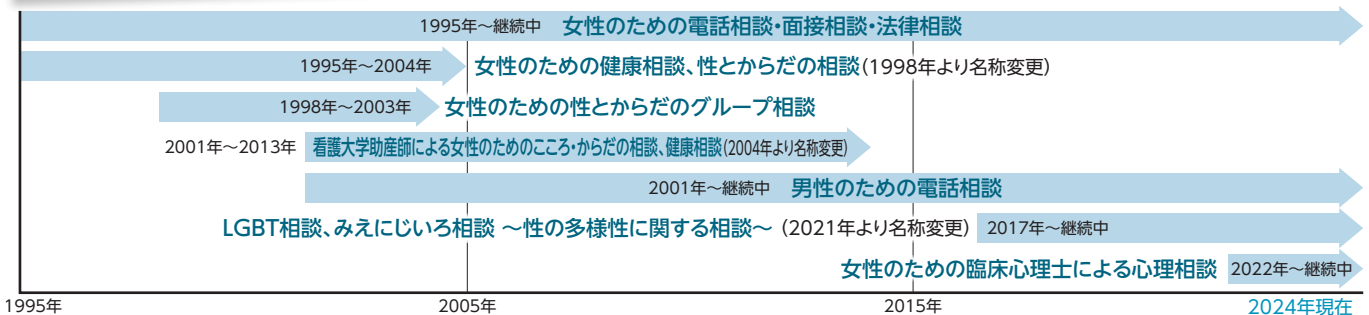 1995年～継続中 女性のための電話相談・面接相談・法律相談
1995年～2004年 女性のための健康相談、性とからだの相談(1998年より名称変更)
1998年～2003年 女性のための性とからだのグループ相談
2001年～2013年 看護大学助産師による女性のためのこころ・からだの相談、健康相談(2004年より名称変更)
2001年～継続中 男性のための電話相談
LGBT相談、みえにじいろ相談 ～性の多様性に関する相談～ (2021年より名称変更) 2017年～継続中
女性のための臨床心理士による心理相談 2022年～継続中
1995年 2005年 2015年 2024年現在